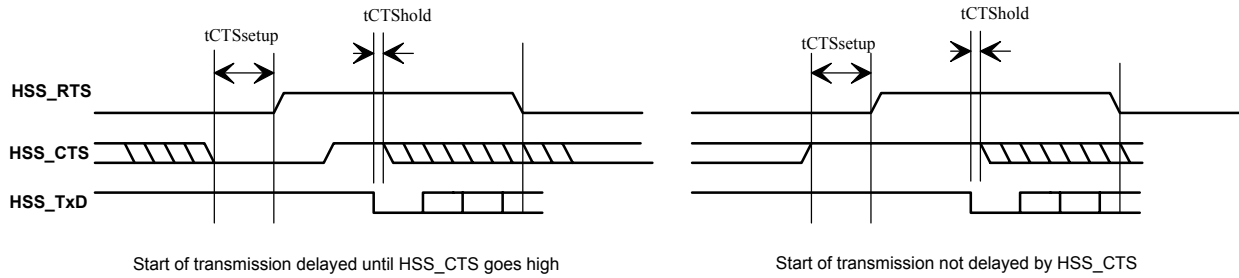 tCTShold
tCTSsetup
HSS_RTS
HSS_CTS
HSS_TxD
Start of transmission delayed until HSS_CTS goes high
tCTShold
tCTSsetup
Start of transmission not delayed by HSS_CTS